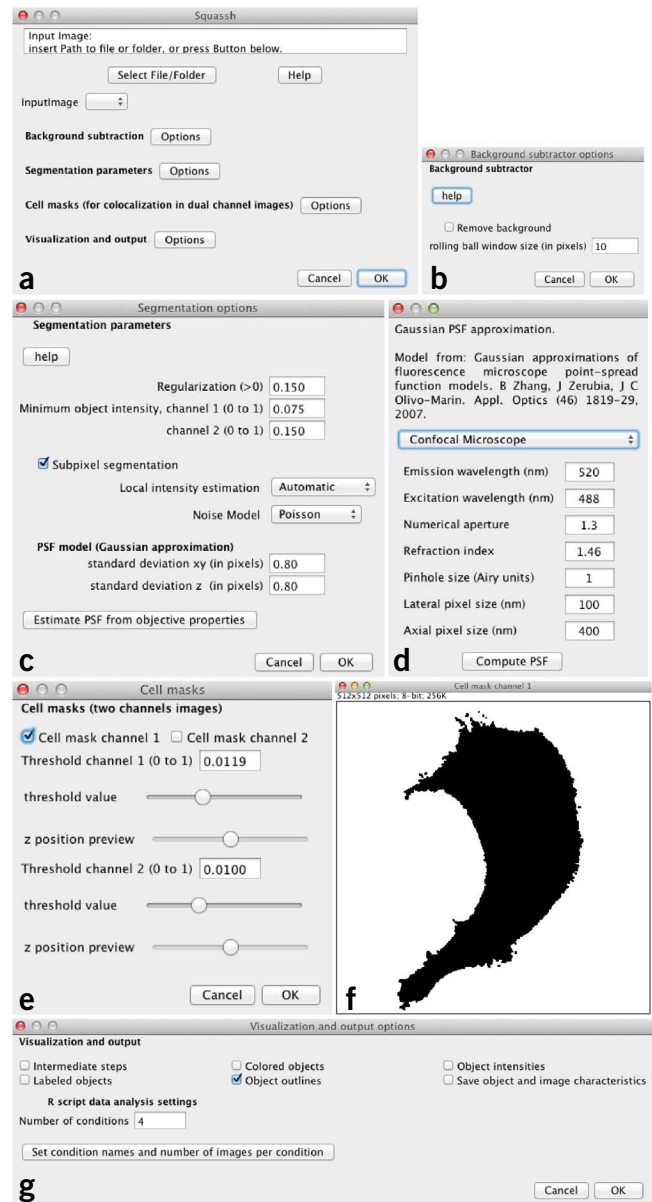 Squassh
Input Image:
insert Path to file or folder, or press Button below.
Select File/Folder Help
InputImage
Background subtraction Options
Segmentation parameters Options
Cell masks (for colocalization in dual channel images) Options
Visualization and output Options
Cancel OK
a
Background subtractor options
Background subtractor
help
Remove background
rolling ball window size (in pixels) 10
Cancel OK
b
Segmentation options
Segmentation parameters
help
Regularization (>0) 0.150
Minimum object intensity, channel 1 (0 to 1) 0.075
channel 2 (0 to 1) 0.150
Subpixel segmentation
Local intensity estimation Automatic
Noise Model Poisson
PSF model (Gaussian approximation)
standard deviation xy (in pixels) 0.80
standard deviation z (in pixels) 0.80
Estimate PSF from objective properties
Cancel OK
c
Gaussian PSF approximation.
Model from: Gaussian approximations of
fluorescence microscope point-spread
function models. B Zhang, J Zerubia, J C
Olivo-Marin. Appl. Optics (46) 1819-29,
2007.
Confocal Microscope
Emission wavelength (nm) 520
Excitation wavelength (nm) 488
Numerical aperture 1.3
Refraction index 1.46
Pinhole size (Airy units) 1
Lateral pixel size (nm) 100
Axial pixel size (nm) 400
Compute PSF
d
Cell masks
Cell masks (two channels images)
Cell mask channel 1 Cell mask channel 2
Threshold channel 1 (0 to 1) 0.0119
threshold value
z position preview
Threshold channel 2 (0 to 1) 0.0100
threshold value
z position preview
Cancel OK
e
Cell mask channel 1
512x512 pixels; 8-bit; 256K
f
Visualization and output options
Visualization and output
Intermediate steps Colored objects Object intensities
Labeled objects Object outlines Save object and image characteristics
R script data analysis settings
Number of conditions 4
Set condition names and number of images per condition
Cancel OK
g